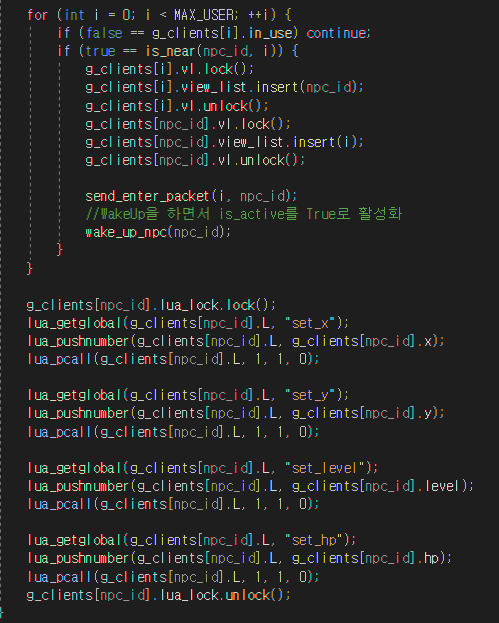 for (int i = 0; i < MAX_USER; ++i) {
if (false == g_clients[i].in_use) continue;
if (true == is_near(npc_id, i)) {
g_clients[i].vl.lock();
g_clients[i].view_list.insert(npc_id);
g_clients[i].vl.unlock();
g_clients[npc_id].vl.lock();
g_clients[npc_id].view_list.insert(i);
g_clients[npc_id].vl.unlock();
send_enter_packet(i, npc_id);
//WakeUp을 하면서 is_active를 True로 활성화
wake_up_npc(npc_id);
}
}
g_clients[npc_id].lua_lock.lock();
lua_getglobal(g_clients[npc_id].L, "set_x");
lua_pushnumber(g_clients[npc_id].L, g_clients[npc_id].x);
lua_pcall(g_clients[npc_id].L, 1, 1, 0);
lua_getglobal(g_clients[npc_id].L, "set_y");
lua_pushnumber(g_clients[npc_id].L, g_clients[npc_id].y);
lua_pcall(g_clients[npc_id].L, 1, 1, 0);
lua_getglobal(g_clients[npc_id].L, "set_level");
lua_pushnumber(g_clients[npc_id].L, g_clients[npc_id].level);
lua_pcall(g_clients[npc_id].L, 1, 1, 0);
lua_getglobal(g_clients[npc_id].L, "set_hp");
lua_pushnumber(g_clients[npc_id].L, g_clients[npc_id].hp);
lua_pcall(g_clients[npc_id].L, 1, 1, 0);
g_clients[npc_id].lua_lock.unlock();
}